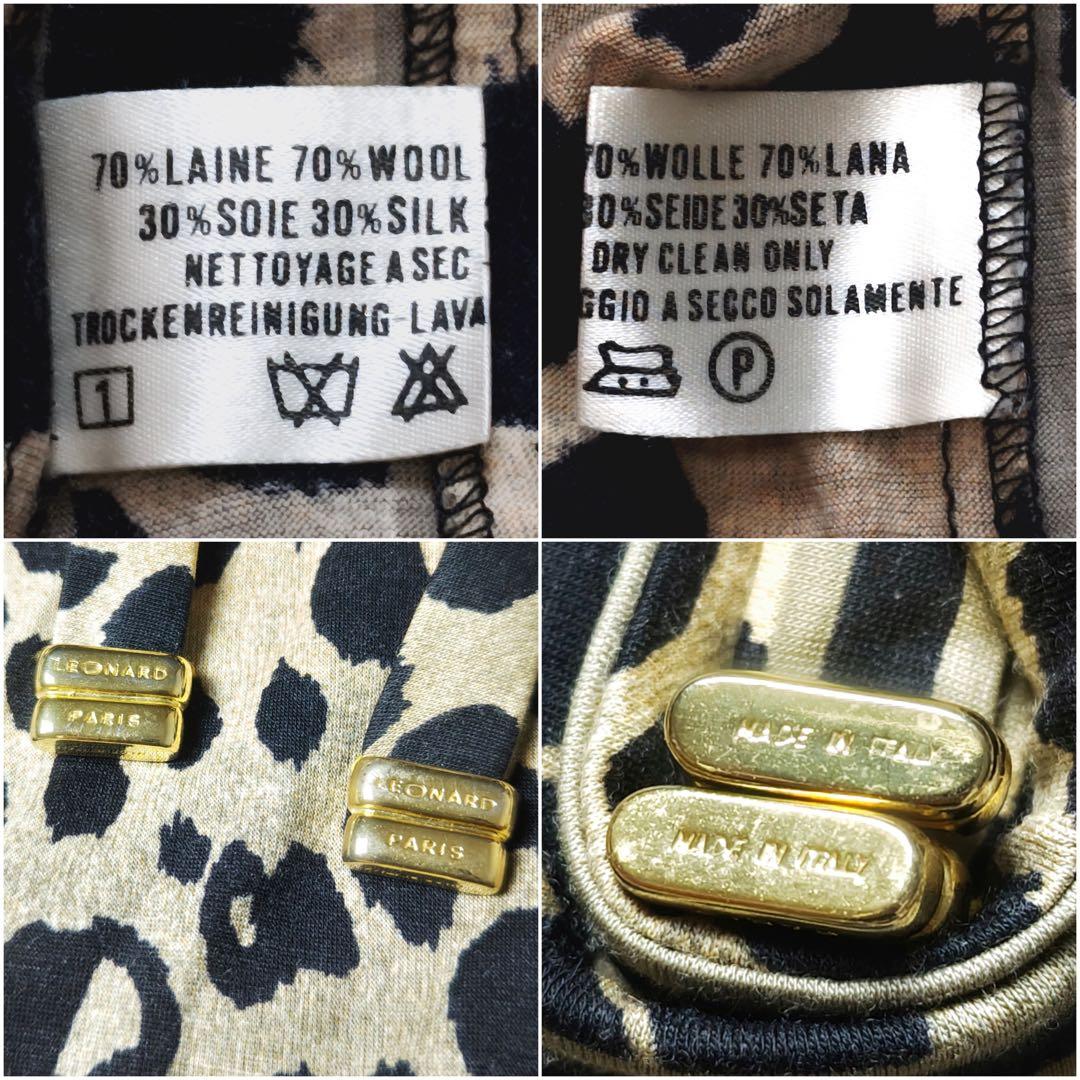 70%LAINE 70%WOOL
30%SOIE 30%SILK
NETTOYAGE A SEC
TROCKENREINIGUNG-LAVA
1
70%WOLLE 70%LANA
30%SEIDE 30%SETA
DRY CLEAN ONLY
GGIO A SECCO SOLAMENTE
P
LEONARD
PARIS
LEONARD
PARIS
MADE IN ITALY
MADE IN ITALY